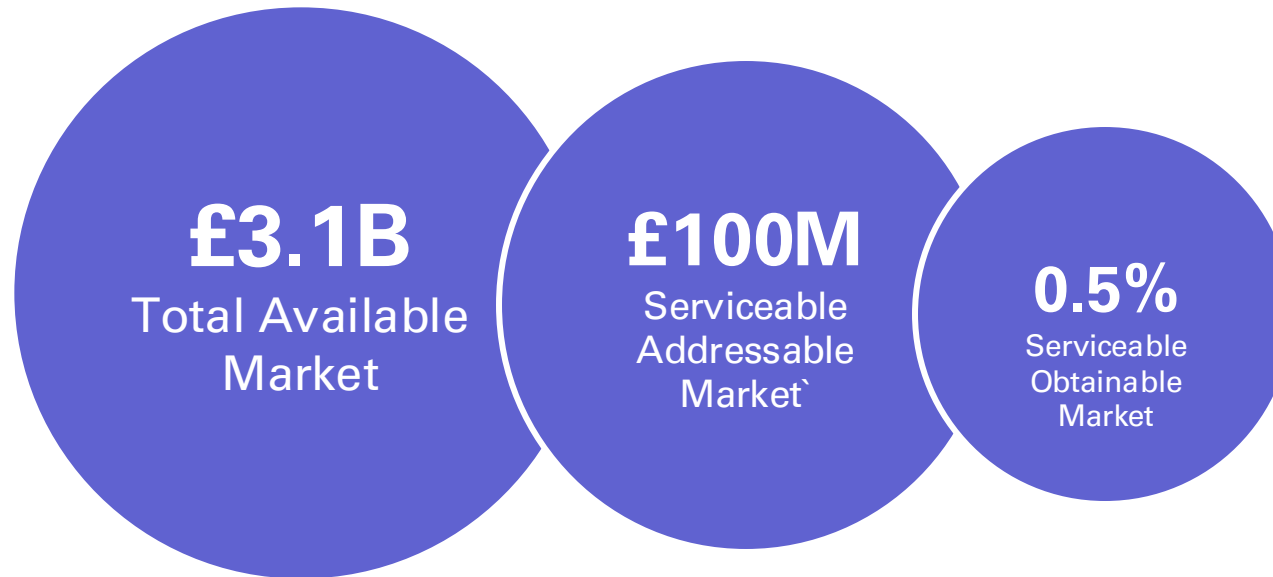 £3.1B
Total Available
Market
£100M
Serviceable
Addressable
Market`
0.5%
Serviceable
Obtainable
Market